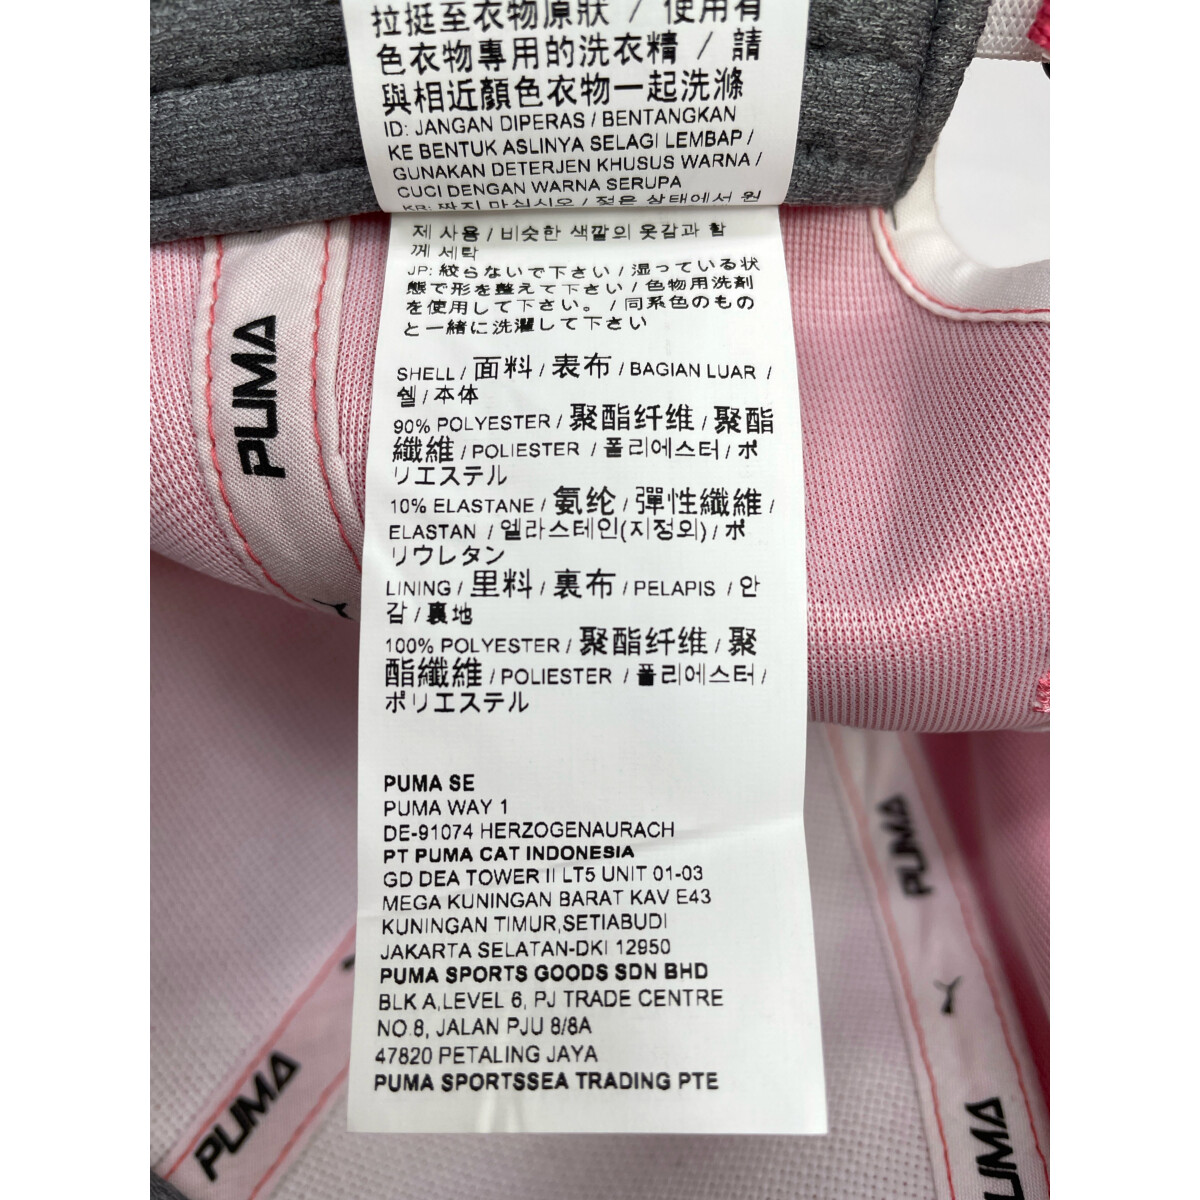 拉挺至衣物原狀 / 使用有
色衣物專用的洗衣精 / 請
與相近顏色衣物一起洗滌
ID: JANGAN DIPERAS / BENTANGKAN
KE BENTUK ASLINYA SELAGI LEMBAP /
GUNAKAN DETERJEN KHUSUS WARNA /
CUCI DENGAN WARNA SERUPA
KR: 짜지 마십시오 / 젖은 상태에서 원
제 사용 / 비슷한 색깔의 옷감과 함
께 세탁
JP: 絞らないで下さい / 湿っている状
態で形を整えて下さい / 色物用洗剤
を使用して下さい。 / 同系色のもの
と一緒に洗濯して下さい
SHELL / 面料 / 表布 / BAGIAN LUAR /
쉘 / 本体
90% POLYESTER / 聚酯纤维 / 聚酯
纖維 / POLIESTER / 폴리에스터 / ポ
リエステル
10% ELASTANE / 氨纶 / 彈性纖維 /
ELASTAN / 엘라스테인(지정외) / ポ
リウレタン
LINING / 里料 / 裏布 / PELAPIS / 안
감 / 裏地
100% POLYESTER / 聚酯纤维 / 聚
酯纖維 / POLIESTER / 폴리에스터 /
ポリエステル
PUMA SE
PUMA WAY 1
DE-91074 HERZOGENAURACH
PT PUMA CAT INDONESIA
GD DEA TOWER II LT5 UNIT 01-03
MEGA KUNINGAN BARAT KAV E43
KUNINGAN TIMUR,SETIABUDI
JAKARTA SELATAN-DKI 12950
PUMA SPORTS GOODS SDN BHD
BLK A,LEVEL 6, PJ TRADE CENTRE
NO.8, JALAN PJU 8/8A
47820 PETALING JAYA
PUMA SPORTSSEA TRADING PTE
PUMA
PUMA
PUMA
PUMA